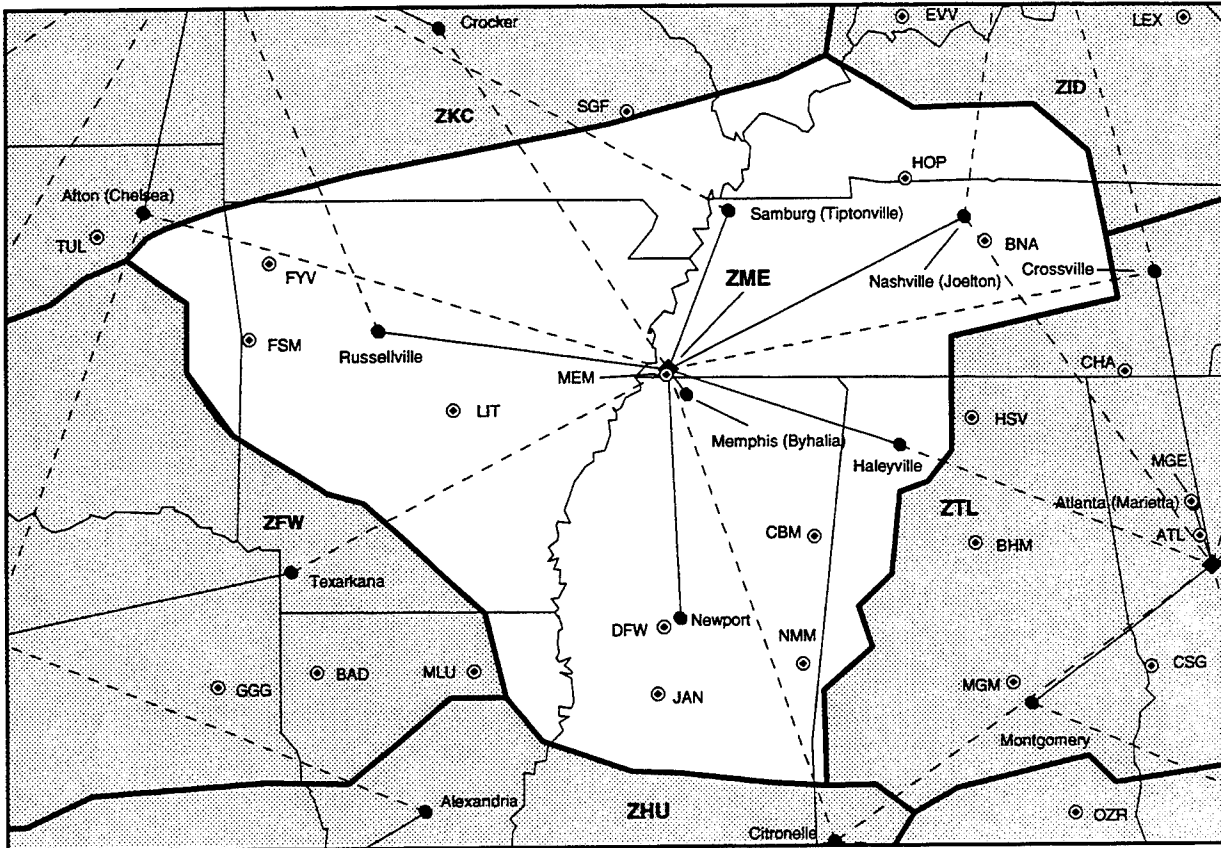 Crocker
EVV
LEX
ZKC
SGF
ZID
HOP
Afton (Chelsea)
Samburg (Tiptonville)
TUL
FYV
ZME
BNA
Nashville (Joelton)
Crossville
FSM
Russellville
MEM
CHA
LIT
Memphis (Byhalia)
HSV
Haleyville
MGE
Atlanta (Marietta)
ZFW
ZTL
CBM
BHM
ATL
Texarkana
DFW
Newport
NMM
GGG
BAD
MLU
JAN
MGM
CSG
Montgomery
Alexandria
ZHU
Citronelle
OZR